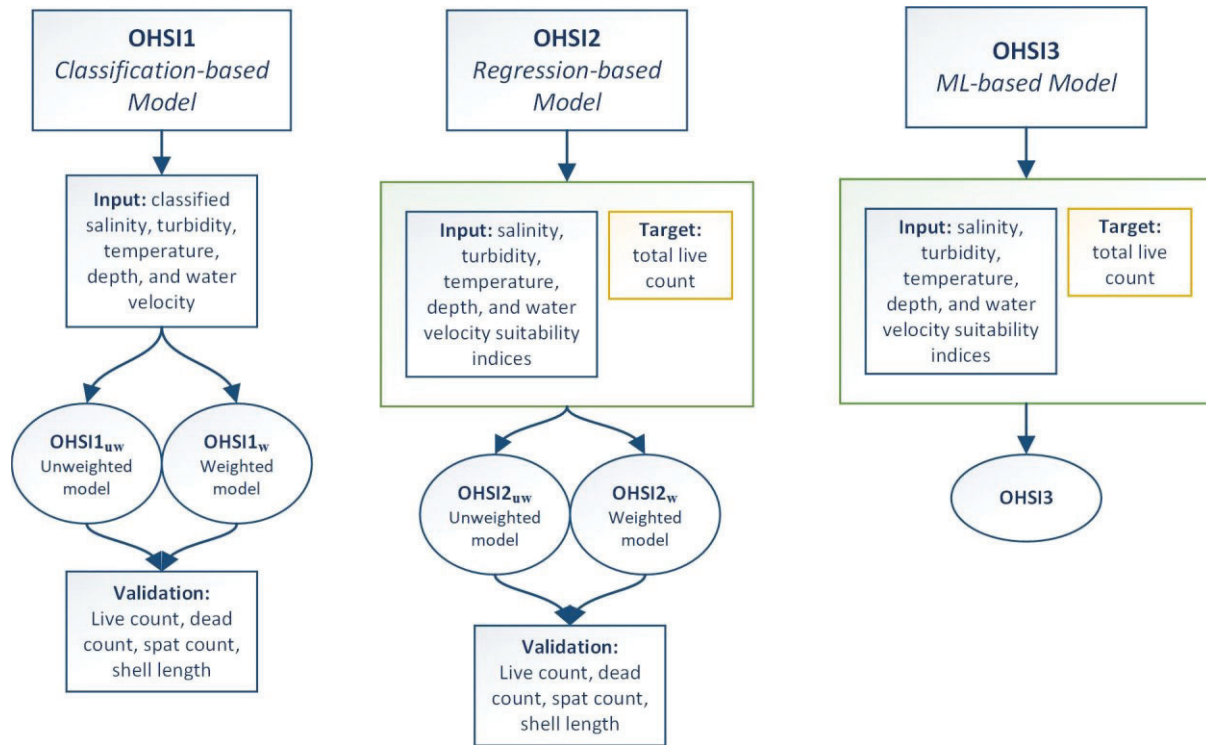 OHSI1
Classification-based
Model
Input: classified
salinity, turbidity,
temperature,
depth, and water
velocity
OHSI1uw
Unweighted
model
OHSI1w
Weighted
model
Validation:
Live count, dead
count, spat count,
shell length
OHSI2
Regression-based
Model
Input: salinity,
turbidity,
temperature,
depth, and water
velocity suitability
indices
Target:
total live
count
OHSI2uw
Unweighted
model
OHSI2w
Weighted
model
Validation:
Live count, dead
count, spat count,
shell length
OHSI3
ML-based Model
Input: salinity,
turbidity,
temperature,
depth, and water
velocity suitability
indices
Target:
total live
count
OHSI3